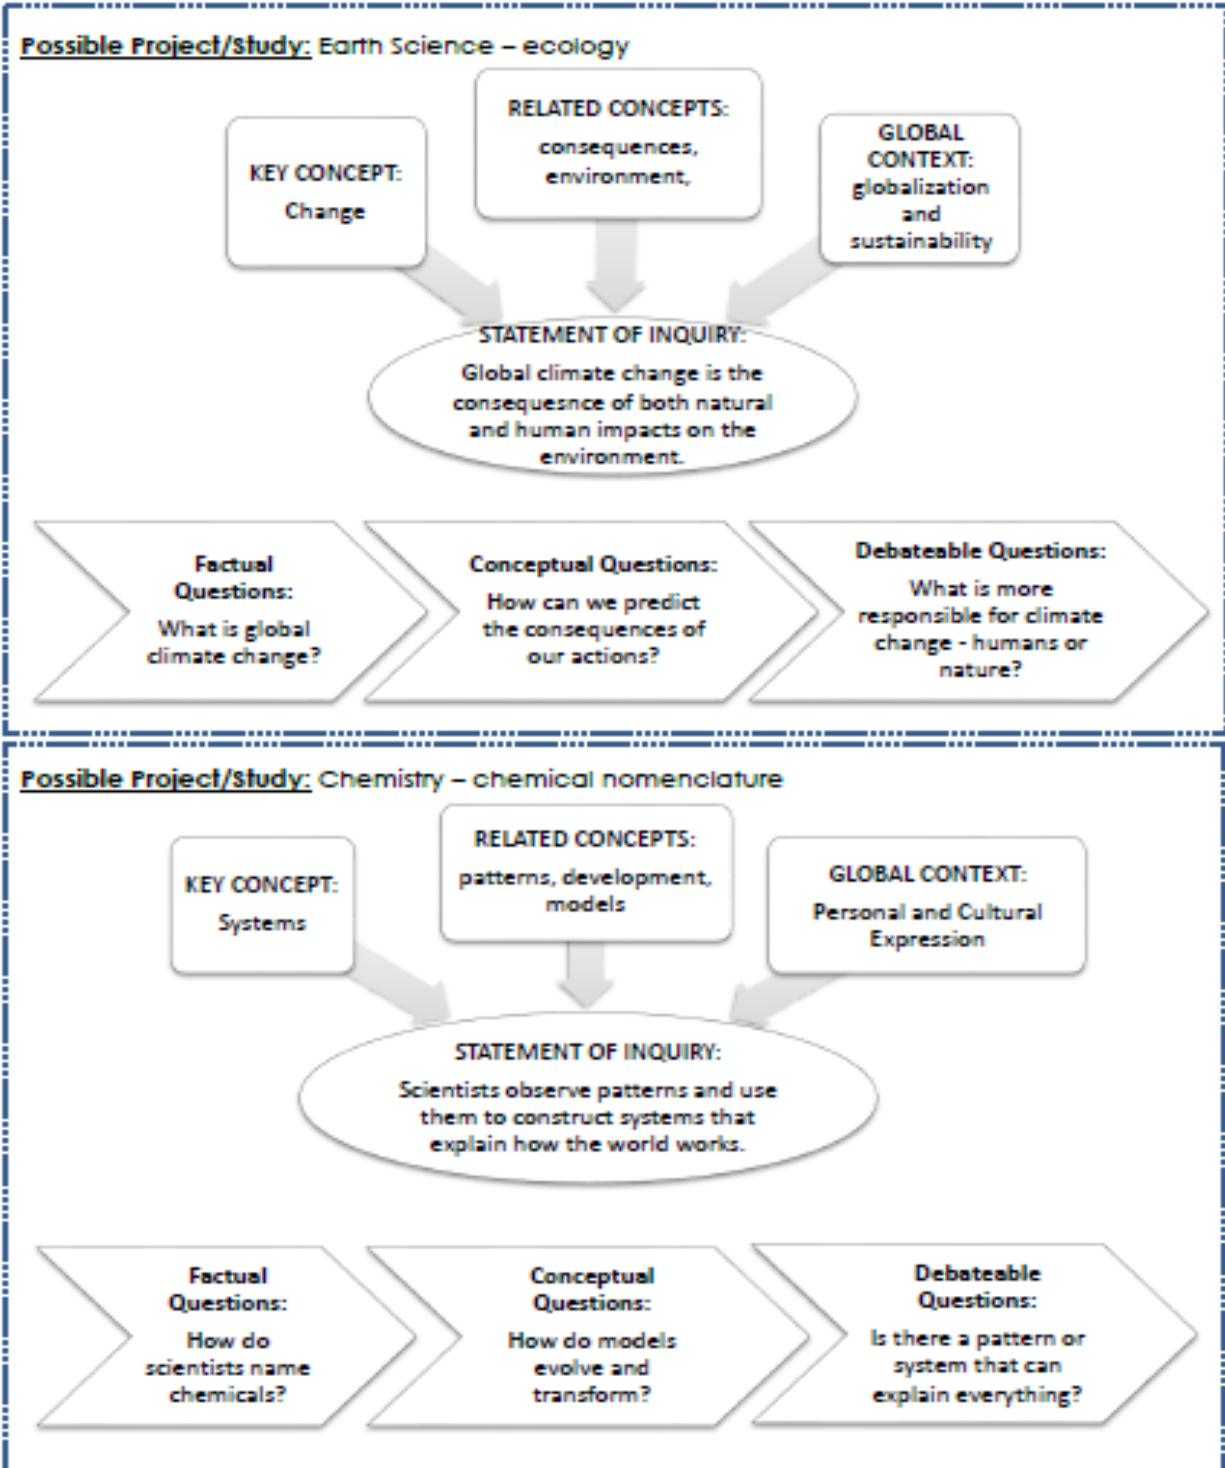 Possible Project/Study: Earth Science – ecology
KEY CONCEPT:
Change
RELATED CONCEPTS:
consequences,
environment,
GLOBAL
CONTEXT:
globalization
and
sustainability
STATEMENT OF INQUIRY:
Global climate change is the
consequesnce of both natural
and human impacts on the
environment.
Factual
Questions:
What is global
climate change?
Conceptual Questions:
How can we predict
the consequences of
our actions?
Debateable Questions:
What is more
responsible for climate
change - humans or
nature?
Possible Project/Study: Chemistry – chemical nomenclature
KEY CONCEPT:
Systems
RELATED CONCEPTS:
patterns, development,
models
GLOBAL CONTEXT:
Personal and Cultural
Expression
STATEMENT OF INQUIRY:
Scientists observe patterns and use
them to construct systems that
explain how the world works.
Factual
Questions:
How do
scientists name
chemicals?
Conceptual
Questions:
How do models
evolve and
transform?
Debateable
Questions:
Is there a pattern or
system that can
explain everything?